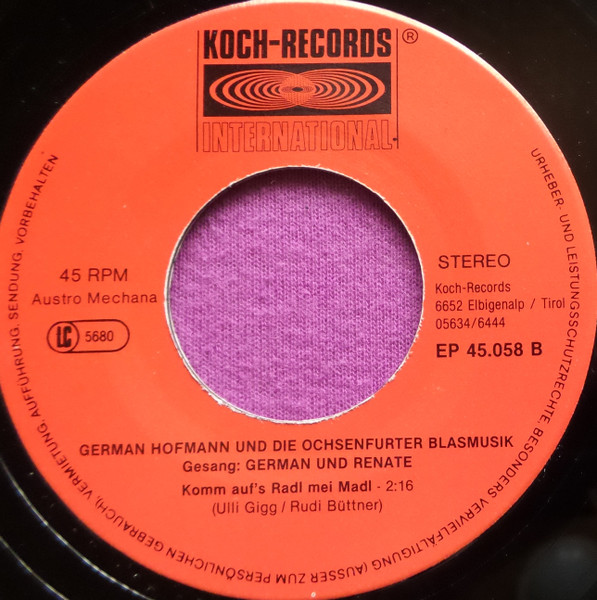 KOCH-RECORDS ®
INTERNATIONAL
45 RPM
Austro Mechana
LC 5680
STEREO
Koch-Records
6652 Elbigenalp / Tirol
05634/6444
EP 45.058 B
GERMAN HOFMANN UND DIE OCHSENFURTER BLASMUSIK
Gesang: GERMAN UND RENATE
Komm auf's Radl mei Madl - 2:16
(Ulli Gigg / Rudi Büttner)
URHEBER- UND LEISTUNGSSCHUTZRECHTE, BESONDERS VERVIELFÄLTIGUNG (AUSSER ZUM PERSÖNLICHEN GEBRAUCH), VERMIETUNG, AUFFÜHRUNG, SENDUNG, VORBEHALTEN